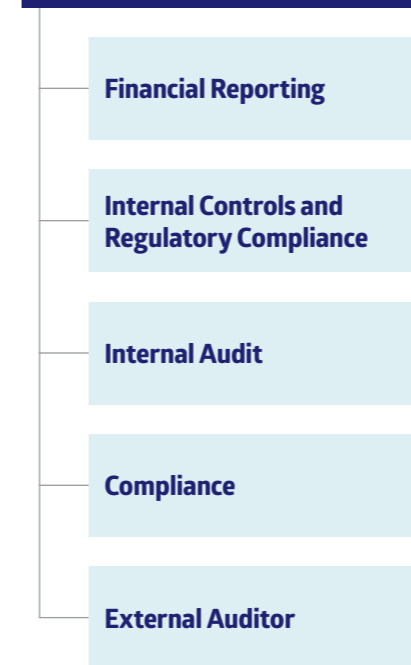 Financial Reporting
Internal Controls and
Regulatory Compliance
Internal Audit
Compliance
External Auditor